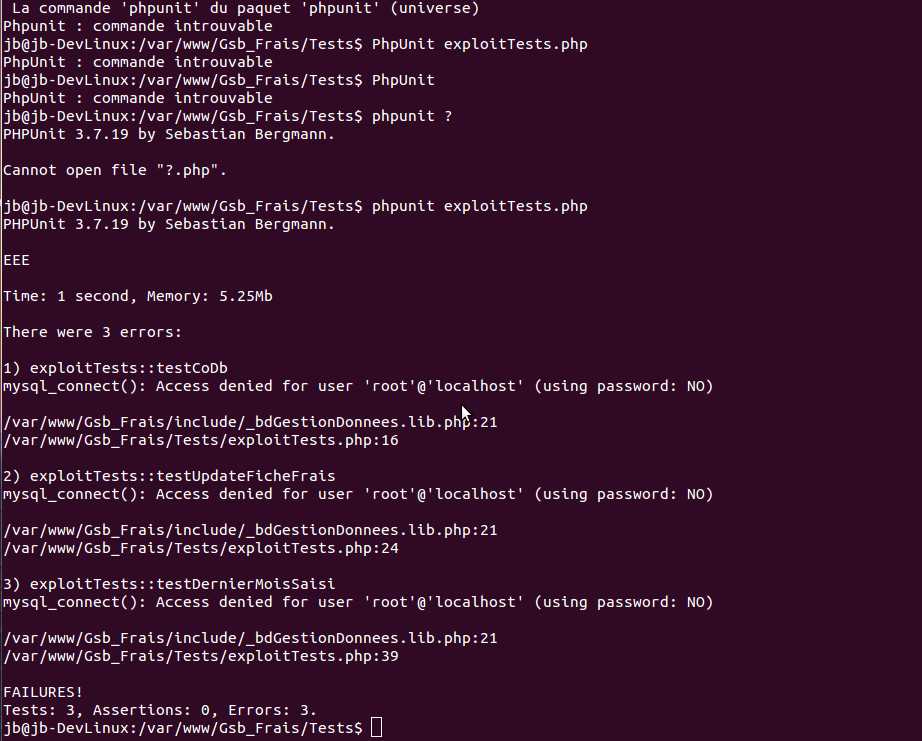 La commande 'phpunit' du paquet 'phpunit' (universe)
Phpunit : commande introuvable
jb@jb-DevLinux:/var/www/Gsb_Frais/Tests$ PhpUnit exploitTests.php
PhpUnit : commande introuvable
jb@jb-DevLinux:/var/www/Gsb_Frais/Tests$ PhpUnit
PhpUnit : commande introuvable
jb@jb-DevLinux:/var/www/Gsb_Frais/Tests$ phpunit ?
PHPUnit 3.7.19 by Sebastian Bergmann.
Cannot open file "?.php".
jb@jb-DevLinux:/var/www/Gsb_Frais/Tests$ phpunit exploitTests.php
PHPUnit 3.7.19 by Sebastian Bergmann.
EEE
Time: 1 second, Memory: 5.25Mb
There were 3 errors:
1) exploitTests::testCoDb
mysql_connect(): Access denied for user 'root'@'localhost' (using password: NO)
/var/www/Gsb_Frais/include/_bdGestionDonnees.lib.php:21
/var/www/Gsb_Frais/Tests/exploitTests.php:16
2) exploitTests::testUpdateFicheFrais
mysql_connect(): Access denied for user 'root'@'localhost' (using password: NO)
/var/www/Gsb_Frais/include/_bdGestionDonnees.lib.php:21
/var/www/Gsb_Frais/Tests/exploitTests.php:24
3) exploitTests::testDernierMoisSaisi
mysql_connect(): Access denied for user 'root'@'localhost' (using password: NO)
/var/www/Gsb_Frais/include/_bdGestionDonnees.lib.php:21
/var/www/Gsb_Frais/Tests/exploitTests.php:39
FAILURES!
Tests: 3, Assertions: 0, Errors: 3.
jb@jb-DevLinux:/var/www/Gsb_Frais/Tests$